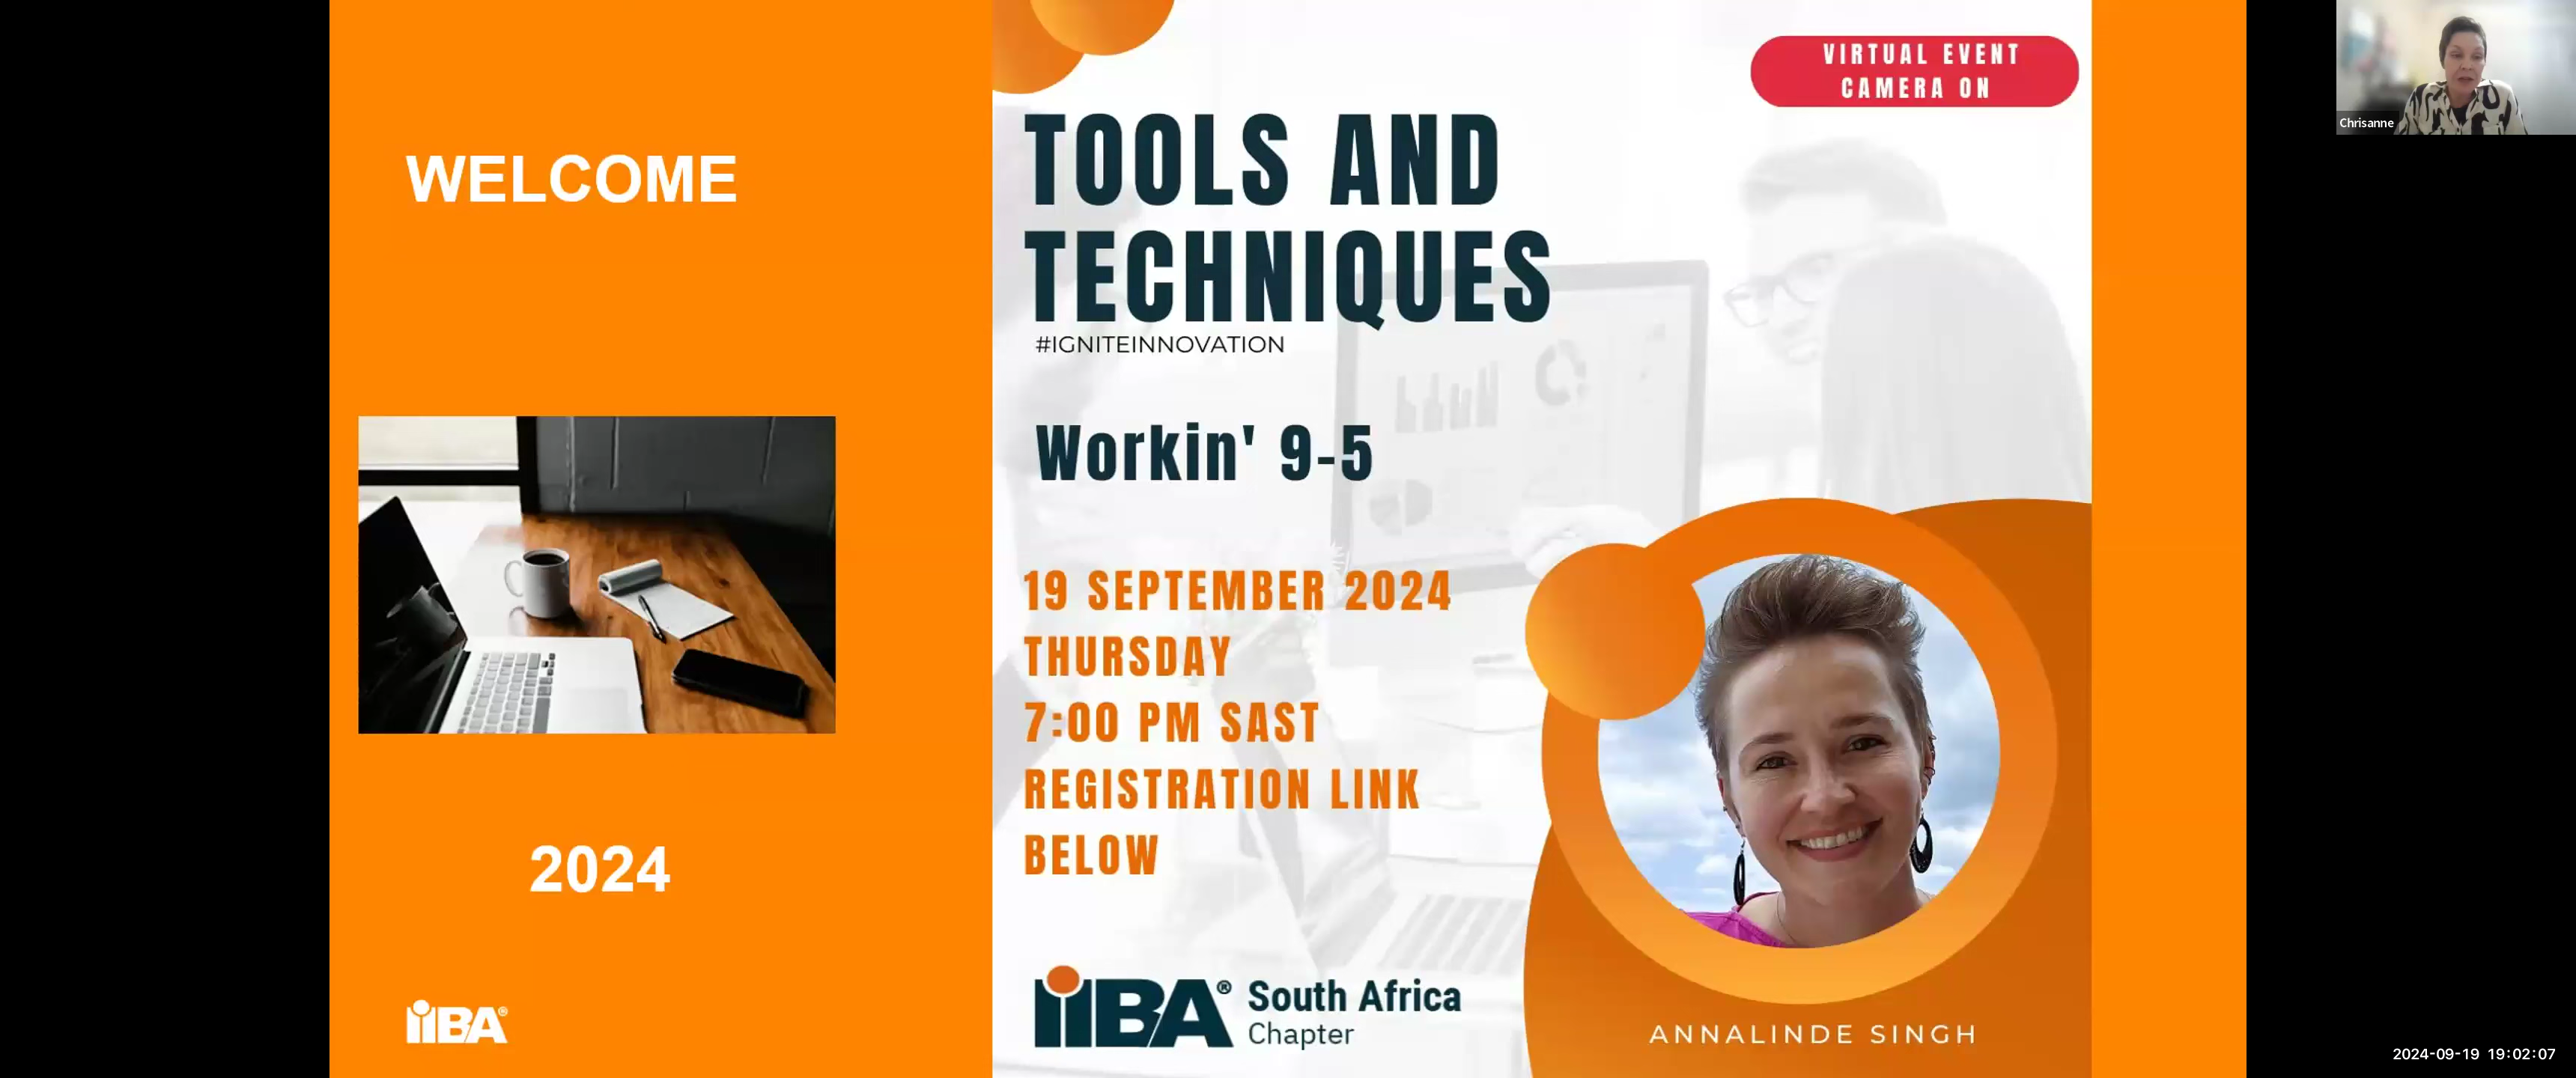 WELCOME
2024
iiBA®
VIRTUAL EVENT
CAMERA ON
TOOLS AND
TECHNIQUES
#IGNITEINNOVATION
Workin' 9-5
19 SEPTEMBER 2024
THURSDAY
7:00 PM SAST
REGISTRATION LINK
BELOW
iiBA® South Africa
Chapter
ANNALINDE SINGH
Chrisanne
2024-09-19 19:02:07